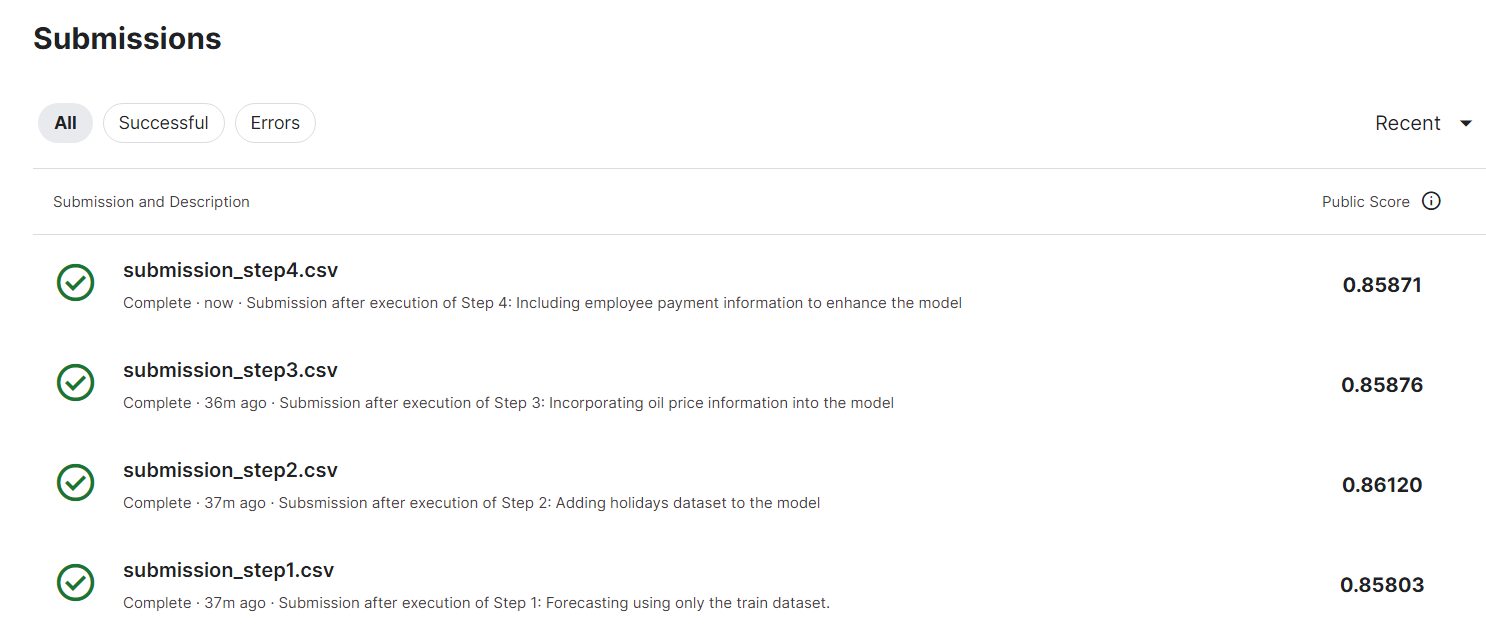 Submissions
All Successful Errors Recent
Submission and Description Public Score
submission_step4.csv
Complete · now · Submission after execution of Step 4: Including employee payment information to enhance the model
0.85871
submission_step3.csv
Complete · 36m ago · Submission after execution of Step 3: Incorporating oil price information into the model
0.85876
submission_step2.csv
Complete · 37m ago · Subsmission after execution of Step 2: Adding holidays dataset to the model
0.86120
submission_step1.csv
Complete · 37m ago · Submission after execution of Step 1: Forecasting using only the train dataset.
0.85803